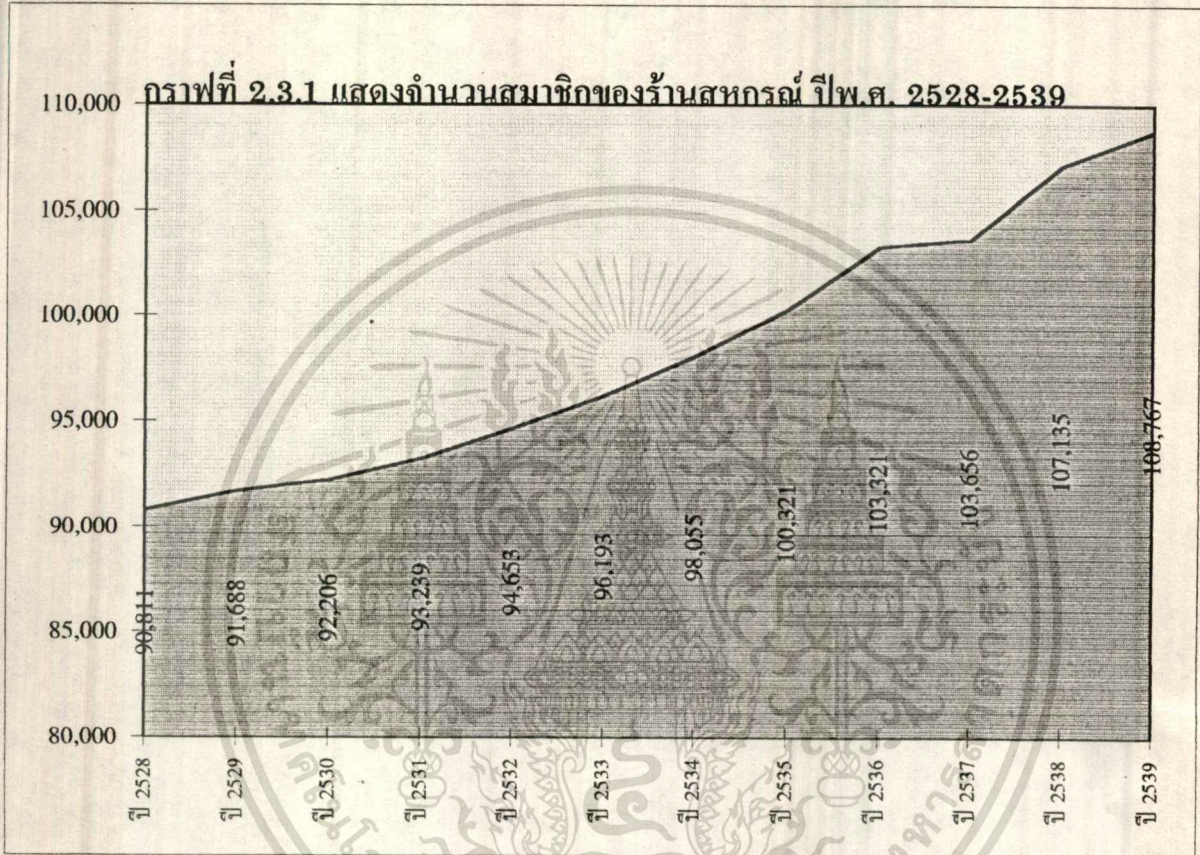 กราฟที่ 2.3.1 แสดงจำนวนสมาชิกของร้านสหกรณ์ ปีพ.ศ. 2528-2539
110,000
105,000
100,000
95,000
90,000
85,000
80,000
90,811
91,688
92,206
93,239
94,653
96,193
98,055
100,321
103,321
103,656
107,135
108,767
ปี 2528
ปี 2529
ปี 2530
ปี 2531
ปี 2532
ปี 2533
ปี 2534
ปี 2535
ปี 2536
ปี 2537
ปี 2538
ปี 2539